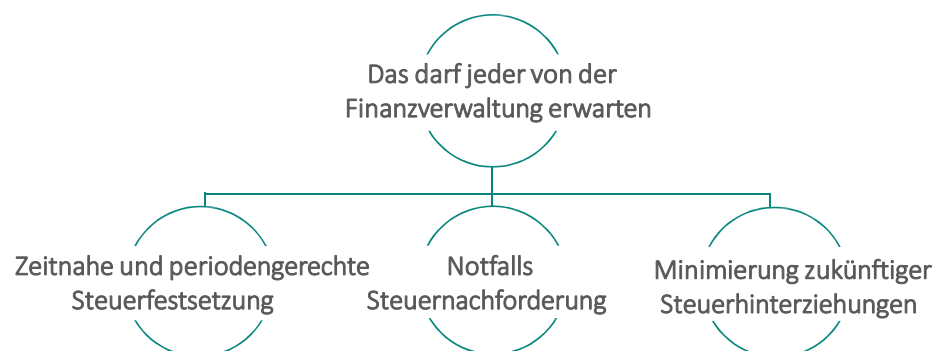 Das darf jeder von der
Finanzverwaltung erwarten
Zeitnahe und periodengerechte
Steuerfestsetzung
Notfalls
Steuernachforderung
Minimierung zukünftiger
Steuerhinterziehungen